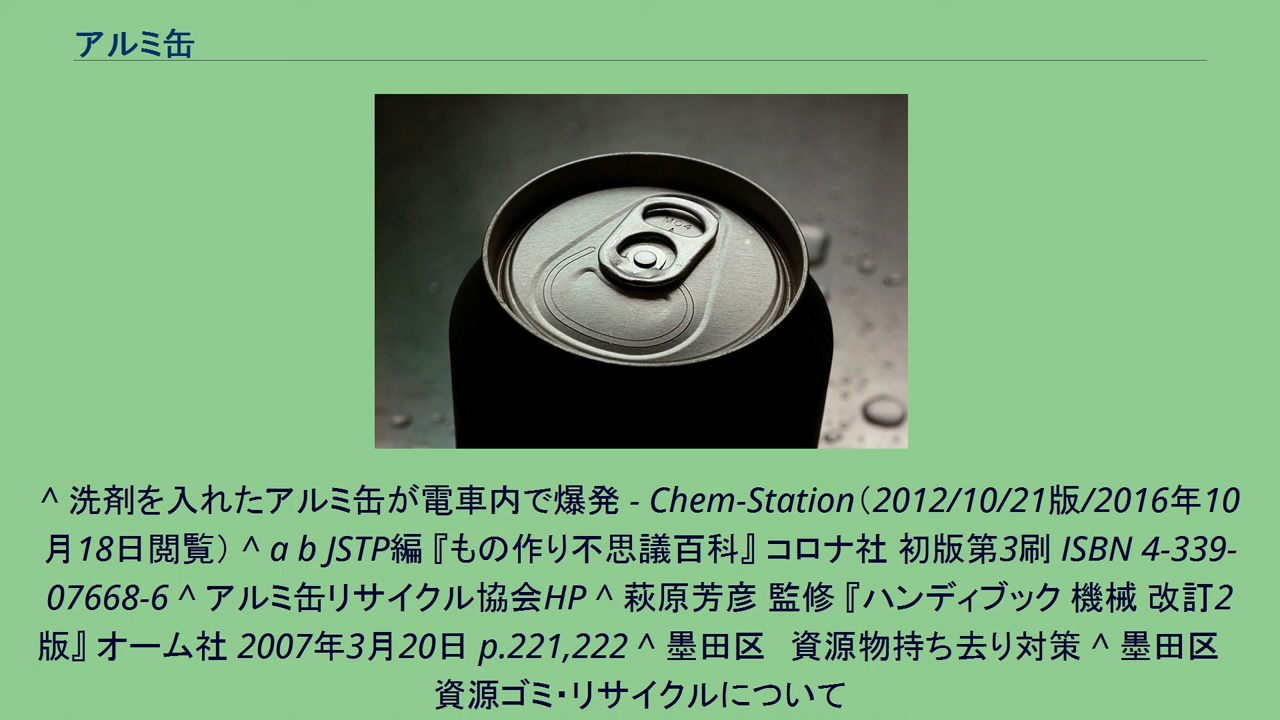 アルミ缶
MO4
^ 洗剤を入れたアルミ缶が電車内で爆発 - Chem-Station（2012/10/21版/2016年10
月18日閲覧） ^ a b JSTP編『もの作り不思議百科』コロナ社 初版第3刷 ISBN 4-339-
07668-6 ^ アルミ缶リサイクル協会HP ^ 萩原芳彦 監修 『ハンディブック 機械 改訂2
版』 オーム社 2007年3月20日 p.221,222 ^ 墨田区　資源物持ち去り対策 ^ 墨田区
資源ゴミ・リサイクルについて